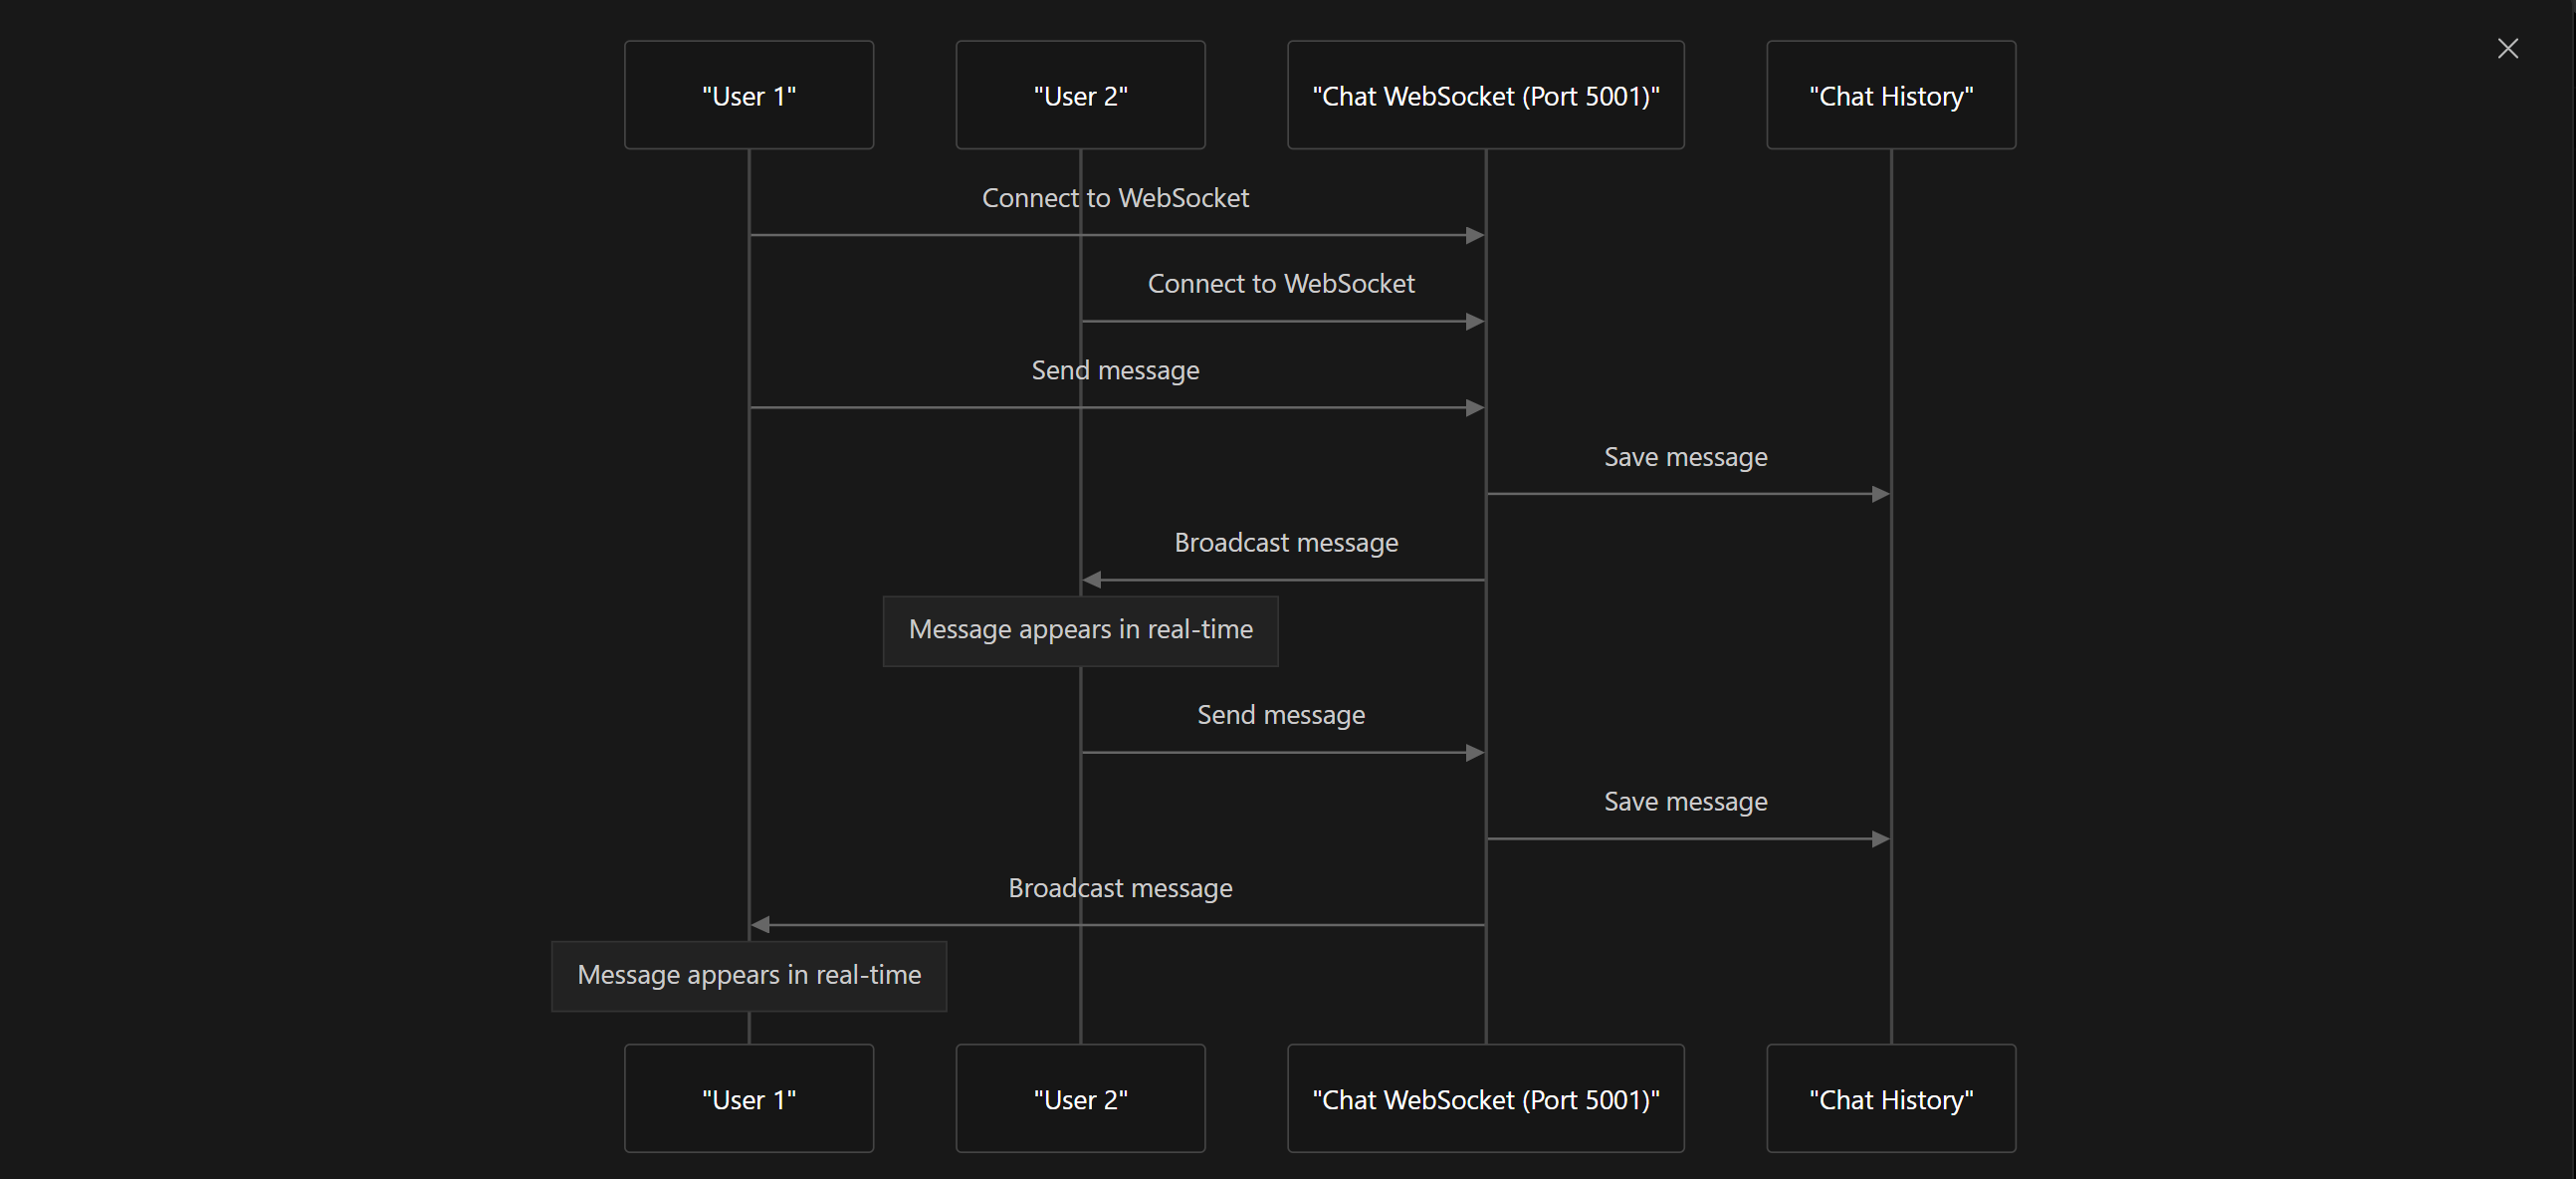 "User 1"
"User 2"
"Chat WebSocket (Port 5001)"
"Chat History"
Connect to WebSocket
Connect to WebSocket
Send message
Save message
Broadcast message
Message appears in real-time
Send message
Save message
Broadcast message
Message appears in real-time
"User 1"
"User 2"
"Chat WebSocket (Port 5001)"
"Chat History"